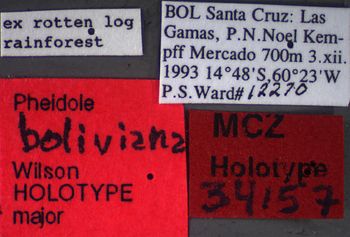 ex rotten log
rainforest
BOL Santa Cruz: Las
Gamas, P.N.Noel Kem-
pff Mercado 700m 3.xii.
1993 14°48'S,60°23'W
P.S.Ward# 12270
Pheidole
boliviana
Wilson
HOLOTYPE
major
MCZ
Holotype
34157